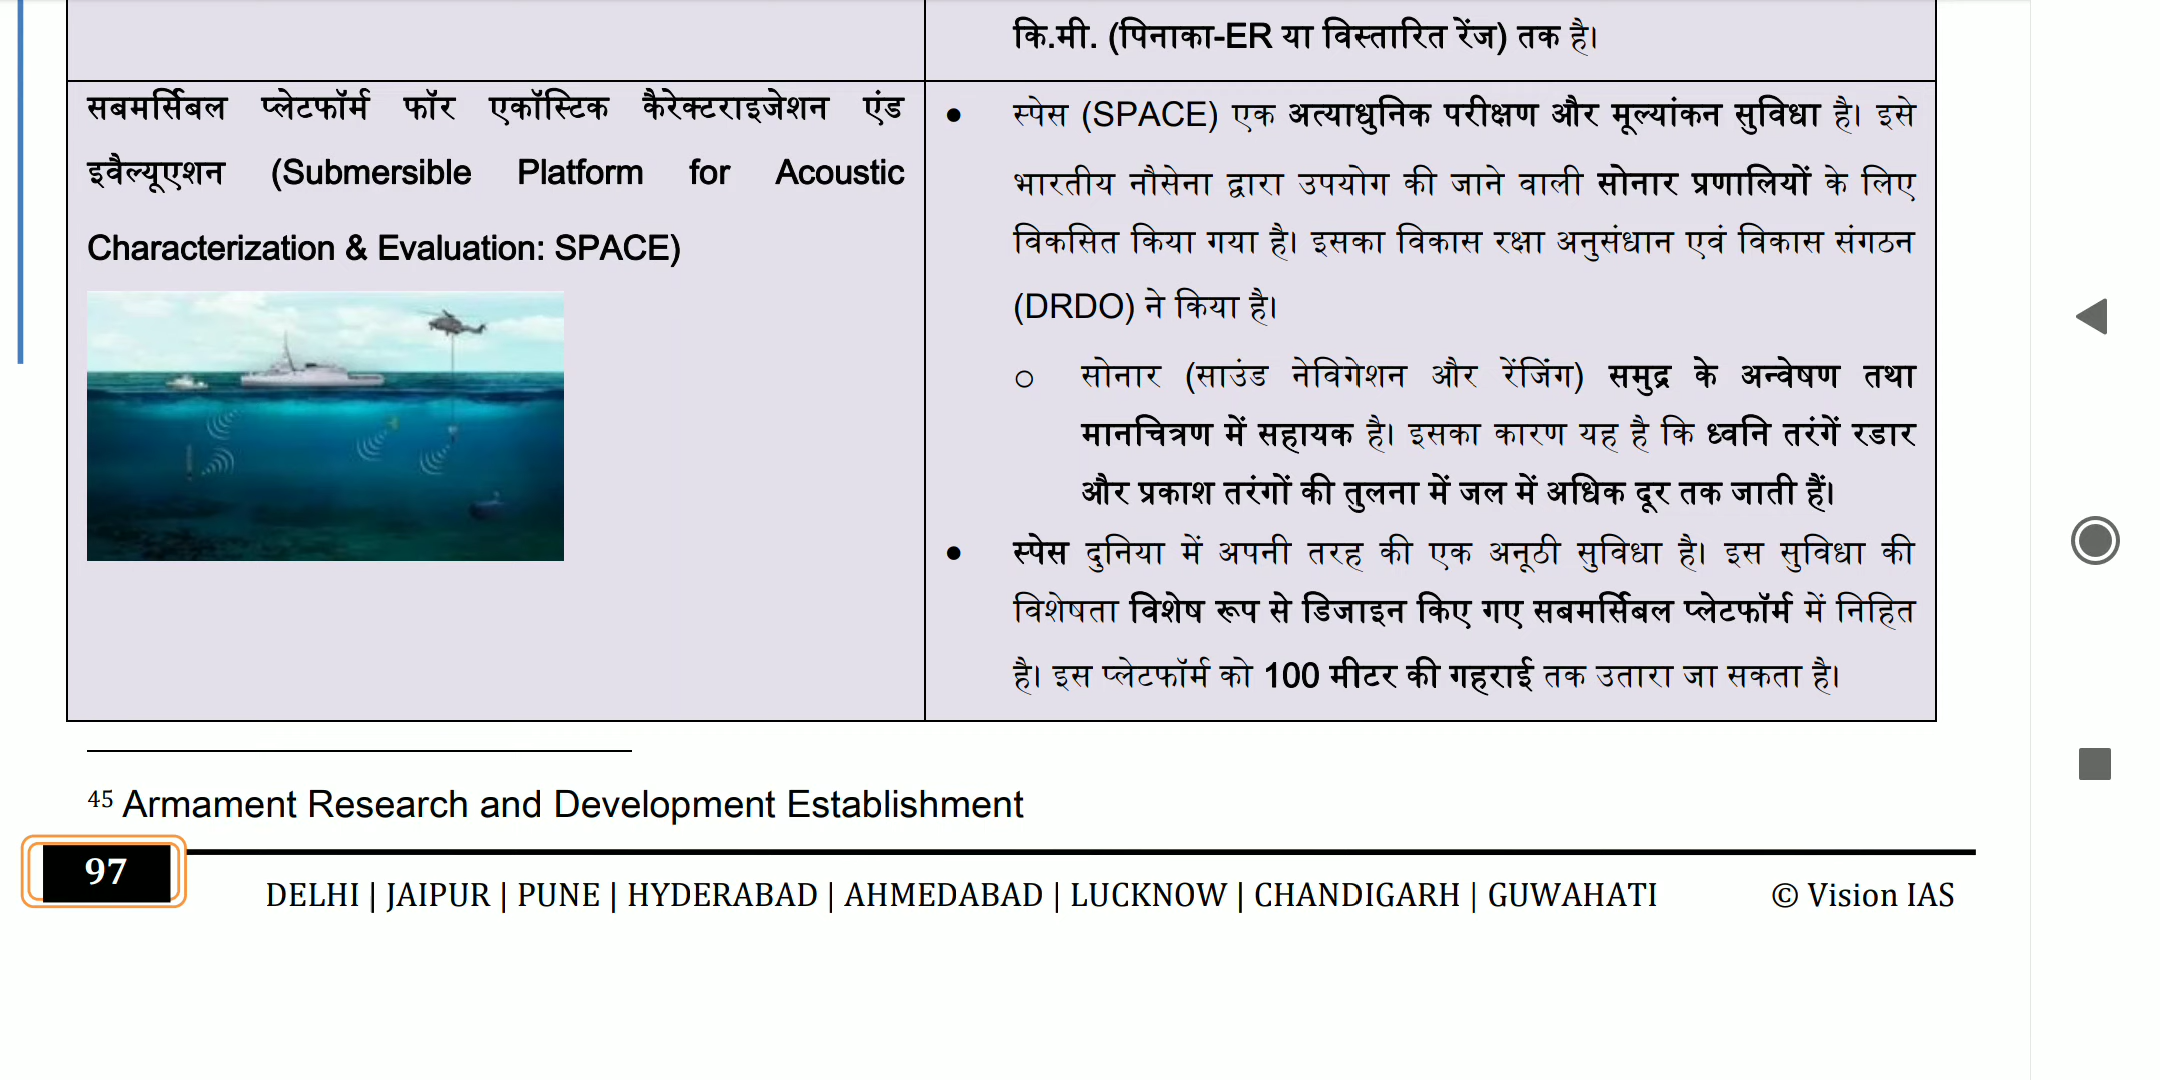 कि.मी. (पिनाका-ER या विस्तारित रेंज) तक है।
सबमर्सिबल प्लेटफॉर्म फॉर एकॉस्टिक कैरेक्टराइजेशन एंड
इवैल्यूएशन (Submersible Platform for Acoustic
Characterization & Evaluation: SPACE)
● स्पेस (SPACE) एक अत्याधुनिक परीक्षण और मूल्यांकन सुविधा है। इसे
भारतीय नौसेना द्वारा उपयोग की जाने वाली सोनार प्रणालियों के लिए
विकसित किया गया है। इसका विकास रक्षा अनुसंधान एवं विकास संगठन
(DRDO) ने किया है।
○ सोनार (साउंड नेविगेशन और रेंजिंग) समुद्र के अन्वेषण तथा
मानचित्रण में सहायक है। इसका कारण यह है कि ध्वनि तरंगें रडार
और प्रकाश तरंगों की तुलना में जल में अधिक दूर तक जाती हैं।
● स्पेस दुनिया में अपनी तरह की एक अनूठी सुविधा है। इस सुविधा की
विशेषता विशेष रूप से डिजाइन किए गए सबमर्सिबल प्लेटफॉर्म में निहित
है। इस प्लेटफॉर्म को 100 मीटर की गहराई तक उतारा जा सकता है।
45 Armament Research and Development Establishment
97
DELHI | JAIPUR | PUNE | HYDERABAD | AHMEDABAD | LUCKNOW | CHANDIGARH | GUWAHATI © Vision IAS